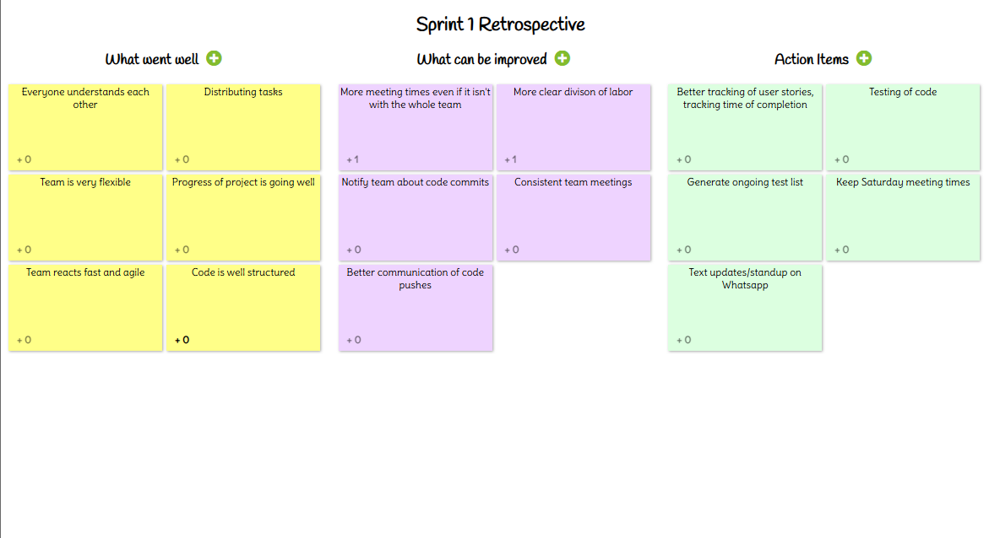 Sprint 1 Retrospective
What went well
Everyone understands each
other
+ 0
Distributing tasks
+ 0
Team is very flexible
+ 0
Progress of project is going well
+ 0
Team reacts fast and agile
+ 0
Code is well structured
+ 0
What can be improved
More meeting times even if it isn't
with the whole team
+ 1
More clear divison of labor
+ 1
Notify team about code commits
+ 0
Consistent team meetings
+ 0
Better communication of code
pushes
+ 0
Action Items
Better tracking of user stories,
tracking time of completion
+ 0
Testing of code
+ 0
Generate ongoing test list
+ 0
Keep Saturday meeting times
+ 0
Text updates/standup on
Whatsapp
+ 0